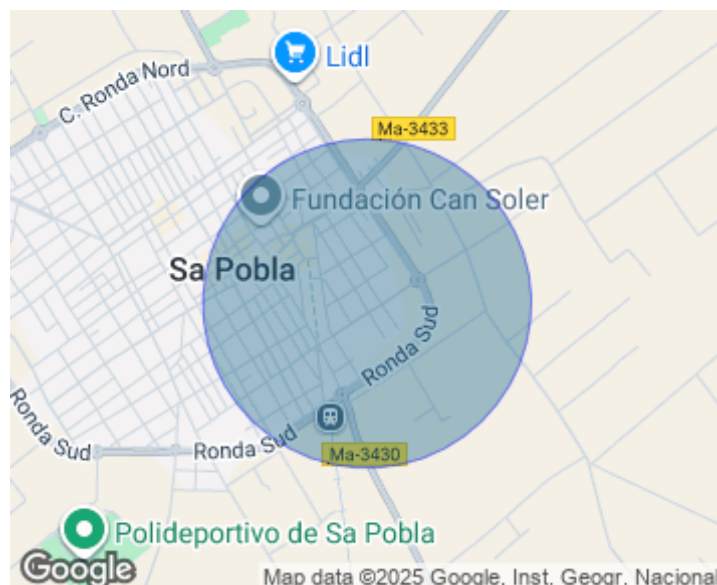 Lidl
C. Ronda Nord
Ma-3433
Fundación Can Soler
Sa Pobla
Ronda Sud
Ronda Sud
Ronda Sud
Ma-3430
Polideportivo de Sa Pobla
Google
Map data ©2025 Google, Inst. Geogr. Nacional